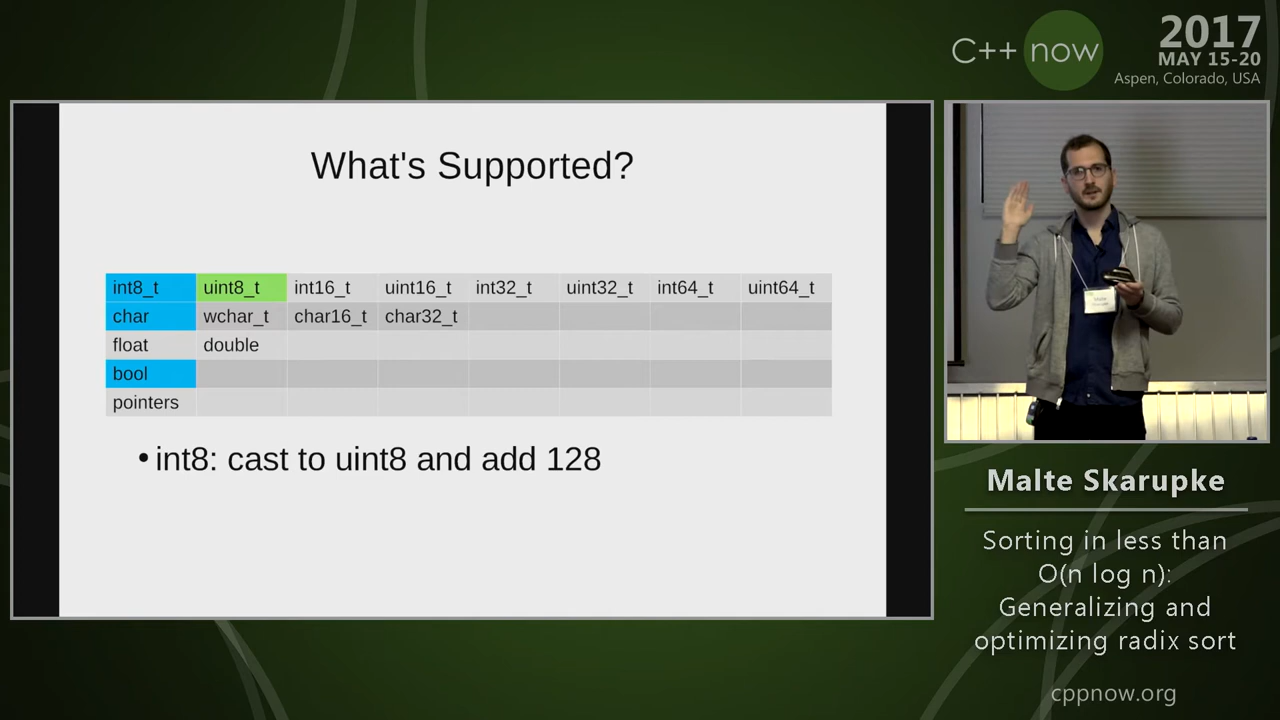 C++ now
2017
MAY 15-20
Aspen, Colorado, USA
What's Supported?
int8_t uint8_t int16_t uint16_t int32_t uint32_t int64_t uint64_t
char wchar_t char16_t char32_t
float double
bool
pointers
•int8: cast to uint8 and add 128
Malte
Malte Skarupke
Sorting in less than
O(n log n):
Generalizing and
optimizing radix sort
cppnow.org